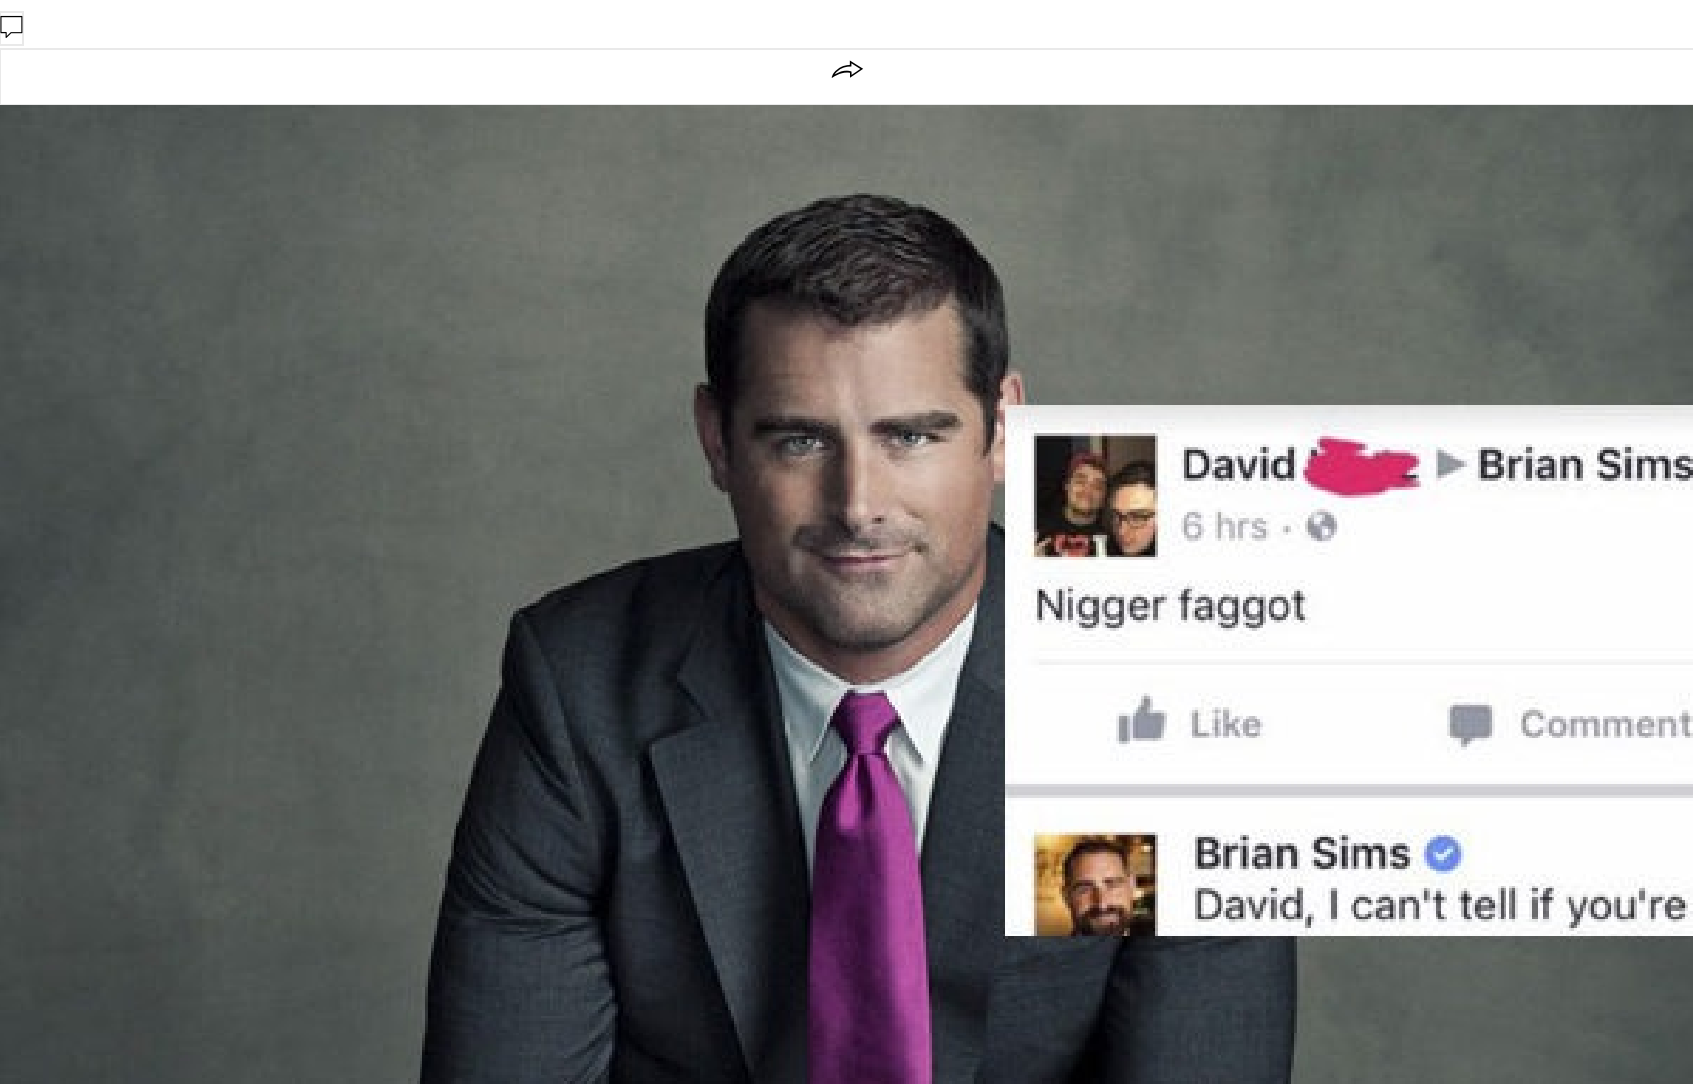 David Brian Sims
6 hrs ·
Nigger faggot
Like Comment
Brian Sims
David, I can't tell if you're